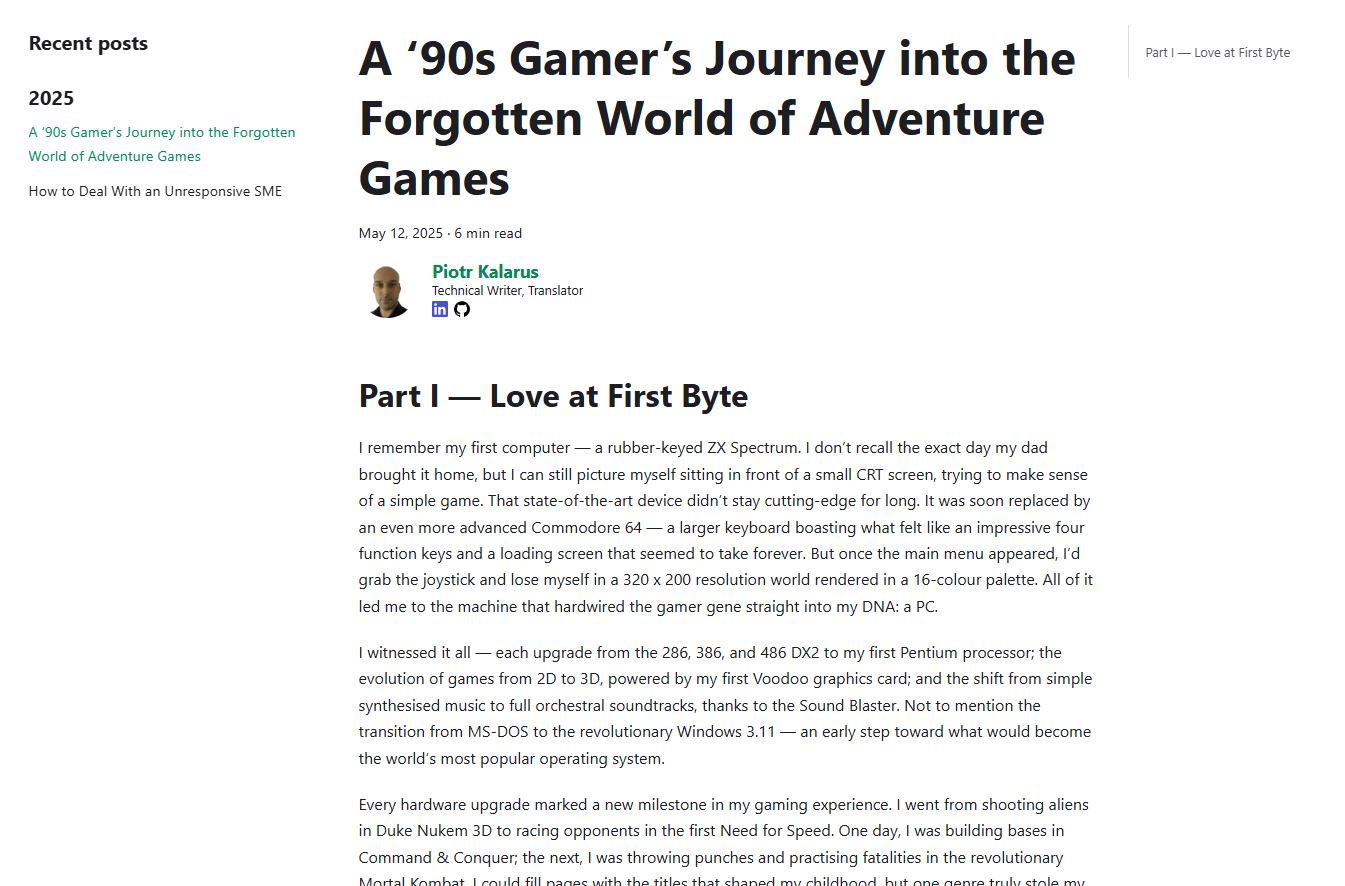 Recent posts
2025
A ‘90s Gamer’s Journey into the Forgotten
World of Adventure Games
How to Deal With an Unresponsive SME
A ‘90s Gamer’s Journey into the
Forgotten World of Adventure
Games
May 12, 2025 · 6 min read
Piotr Kalarus
Technical Writer, Translator
in
Part I — Love at First Byte
I remember my first computer — a rubber-keyed ZX Spectrum. I don’t recall the exact day my dad
brought it home, but I can still picture myself sitting in front of a small CRT screen, trying to make sense
of a simple game. That state-of-the-art device didn’t stay cutting-edge for long. It was soon replaced by
an even more advanced Commodore 64 — a larger keyboard boasting what felt like an impressive four
function keys and a loading screen that seemed to take forever. But once the main menu appeared, I’d
grab the joystick and lose myself in a 320 x 200 resolution world rendered in a 16-colour palette. All of it
led me to the machine that hardwired the gamer gene straight into my DNA: a PC.
I witnessed it all — each upgrade from the 286, 386, and 486 DX2 to my first Pentium processor; the
evolution of games from 2D to 3D, powered by my first Voodoo graphics card; and the shift from simple
synthesised music to full orchestral soundtracks, thanks to the Sound Blaster. Not to mention the
transition from MS-DOS to the revolutionary Windows 3.11 — an early step toward what would become
the world’s most popular operating system.
Every hardware upgrade marked a new milestone in my gaming experience. I went from shooting aliens
in Duke Nukem 3D to racing opponents in the first Need for Speed. One day, I was building bases in
Command & Conquer; the next, I was throwing punches and practising fatalities in the revolutionary
Mortal Kombat. I could fill pages with the titles that shaped my childhood, but one genre truly stole my
Part I — Love at First Byte